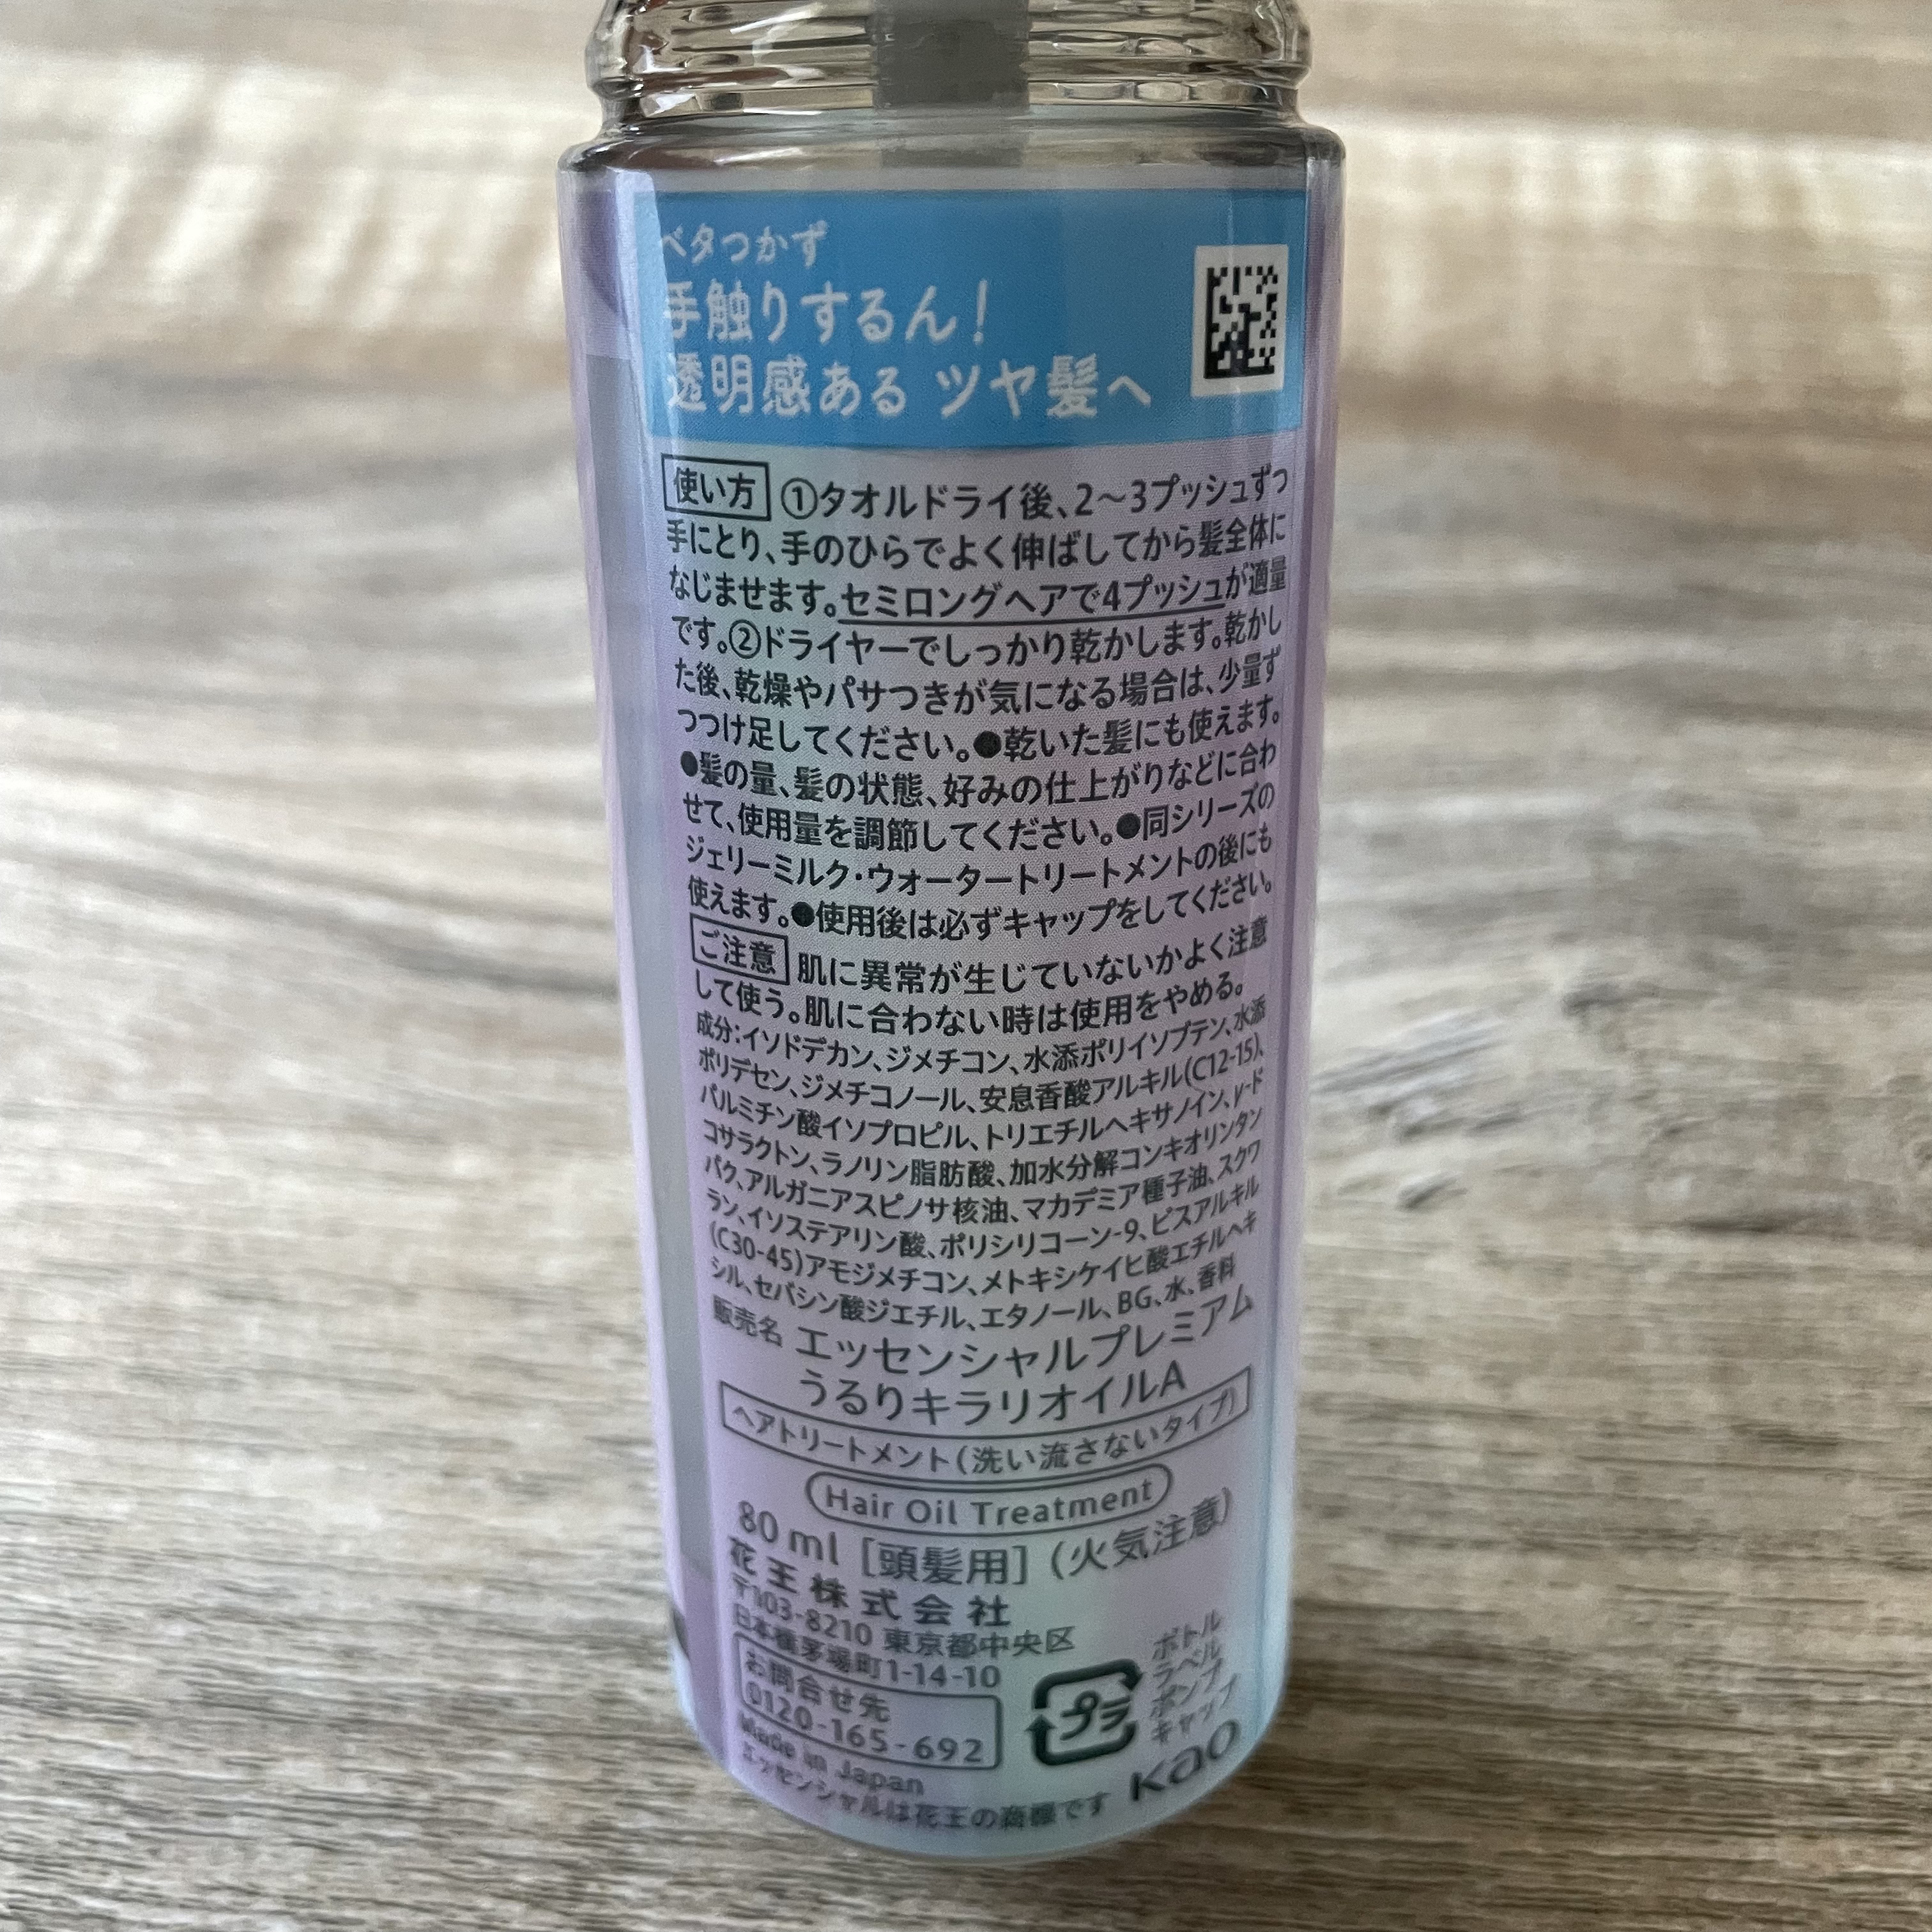 ベタつかず
手触りするん!
透明感ある ツヤ髪へ
使い方 ①タオルドライ後、2〜3プッシュずつ
手にとり、手のひらでよく伸ばしてから髪全体に
なじませます。セミロングヘアで4プッシュが適量
です。②ドライヤーでしっかり乾かします。乾かし
た後、乾燥やパサつきが気になる場合は、少量ず
つつけ足してください。●乾いた髪にも使えます。
●髪の量、髪の状態、好みの仕上がりなどに合わ
せて、使用量を調節してください。●同シリーズの
ジェリーミルク・ウォータートリートメントの後にも
使えます。●使用後は必ずキャップをしてください。
ご注意 肌に異常が生じていないかよく注意
して使う。肌に合わない時は使用をやめる。
成分:イソドデカン、ジメチコン、水添ポリイソブテン、水添
ポリデセン、ジメチコノール、安息香酸アルキル(C12-15)、
パルミチン酸イソプロピル、トリエチルヘキサノイン、γ-ド
コサラクトン、ラノリン脂肪酸、加水分解コンキオリンタン
パク、アルガニアスピノサ核油、マカデミア種子油、スクワ
ラン、イソステアリン酸、ポリシリコーン-9、ビスアルキル
(C30-45)アモジメチコン、メトキシケイヒ酸エチルヘキ
シル、セバシン酸ジエチル、エタノール、BG、水、香料
販売名 エッセンシャルプレミアム
うるりキラリオイルA
ヘアトリートメント(洗い流さないタイプ)
Hair Oil Treatment
80 ml [頭髪用] (火気注意)
花王株式会社
〒103-8210 東京都中央区
日本橋茅場町1-14-10
お問合せ先
0120-165-692
Made in Japan
エッセンシャルは花王の商標です
プラ
ボトル
ラベル
ポンプ
キャップ
Kao